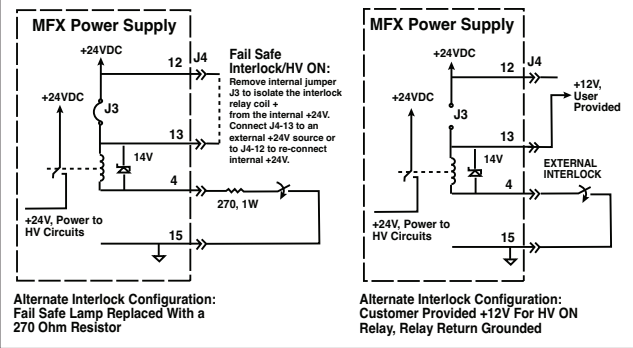 MFX Power Supply
+24VDC
12
J4
Fail Safe
Interlock/HV ON:
Remove internal jumper
J3 to isolate the interlock
relay coil +
from the internal +24V.
Connect J4-13 to an
external +24V source or
to J4-12 to re-connect
internal +24V.
+24VDC
J3
13
14V
4
270, 1W
+24V, Power to
HV Circuits
15
Alternate Interlock Configuration:
Fail Safe Lamp Replaced With a
270 Ohm Resistor
MFX Power Supply
+24VDC
12
J4
+12V,
User
Provided
+24VDC
J3
13
14V
EXTERNAL
INTERLOCK
4
+24V, Power to
HV Circuits
15
Alternate Interlock Configuration:
Customer Provided +12V For HV ON
Relay, Relay Return Grounded